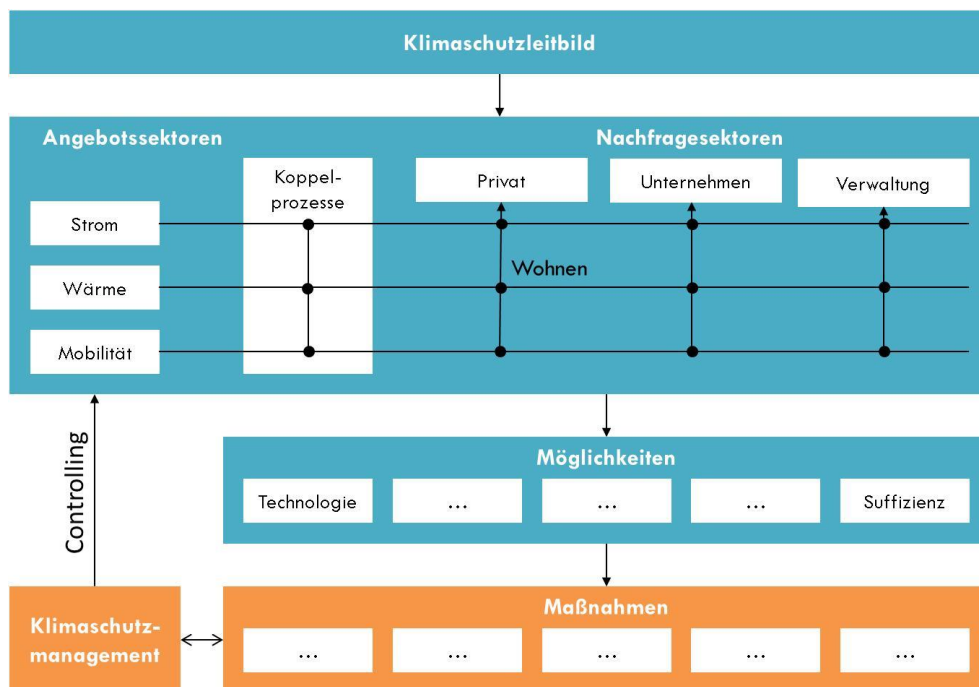 Klimaschutzleitbild
Angebotssektoren
Nachfragesektoren
Koppel-
prozesse
Privat
Unternehmen
Verwaltung
Strom
Wohnen
Wärme
Mobilität
Controlling
Möglichkeiten
Technologie
...
...
...
Suffizienz
Klimaschutz-
management
Maßnahmen
...
...
...
...
...